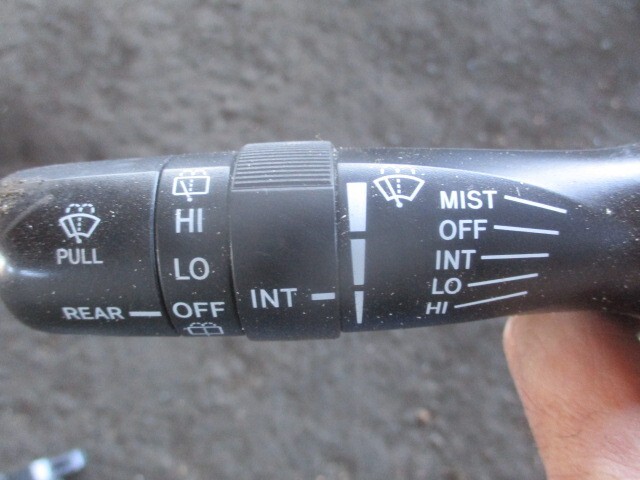 PULL
REAR
HI
LO
OFF
INT
MIST
OFF
INT
LO
HI